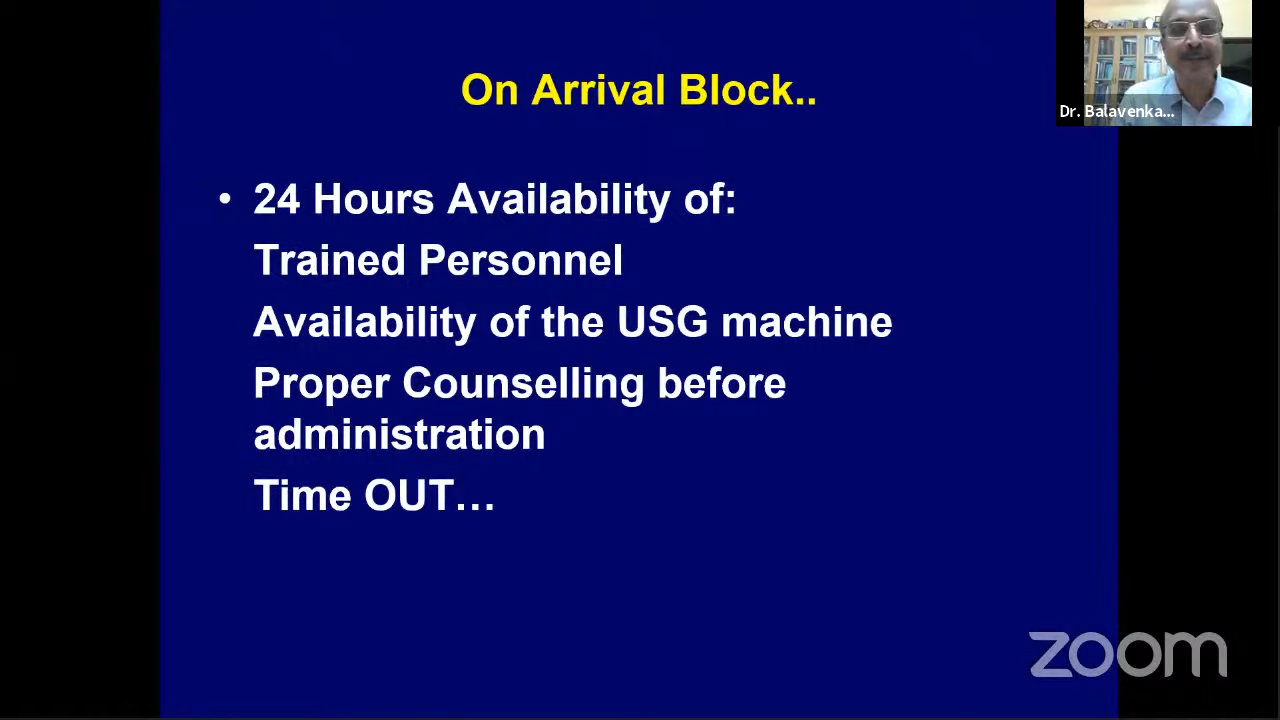 On Arrival Block..
Dr. Balavenka...
• 24 Hours Availability of:
Trained Personnel
Availability of the USG machine
Proper Counselling before
administration
Time OUT…
zoom